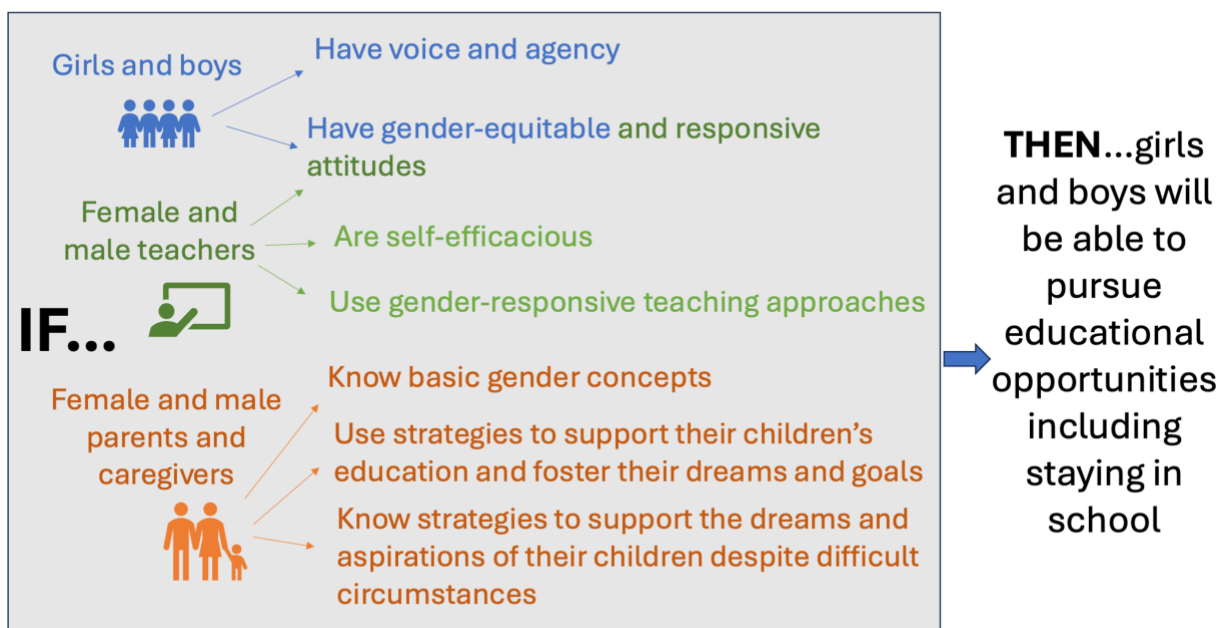 Girls and boys
Have voice and agency
Have gender-equitable and responsive
attitudes
Female and
male teachers
Are self-efficacious
Use gender-responsive teaching approaches
IF...
Female and male
parents and
caregivers
Know basic gender concepts
Use strategies to support their children’s
education and foster their dreams and goals
Know strategies to support the dreams and
aspirations of their children despite difficult
circumstances
THEN...girls
and boys will
be able to
pursue
educational
opportunities
including
staying in
school